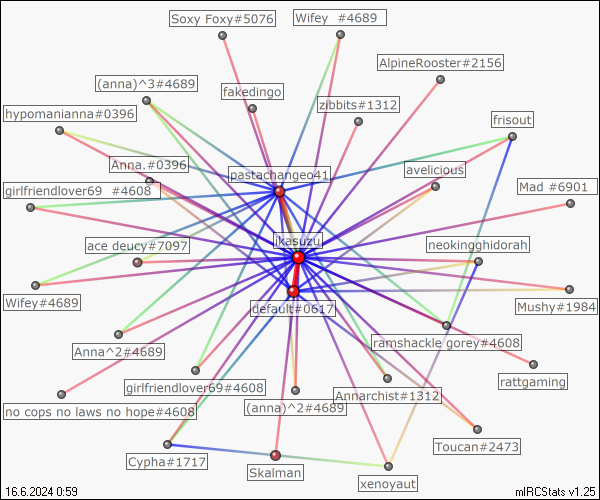 Soxy Foxy#5076
Wifey  #4689
AlpineRooster#2156
(anna)^3#4689
fakedingo
zibbits#1312
hypomanianna#0396
frisout
Anna.#0396
pastachangeo41
avelicious
girlfriendlover69  #4608
Mad #6901
ikasuzu
ace deucy#7097
neokingghidorah
Wifey#4689
default#0617
Mushy#1984
Anna^2#4689
ramshackle gorey#4608
girlfriendlover69#4608
Annarchist#1312
rattgaming
no cops no laws no hope#4608
(anna)^2#4689
Toucan#2473
Cypha#1717
Skalman
xenoyaut
16.6.2024 0:59
mIRCStats v1.25